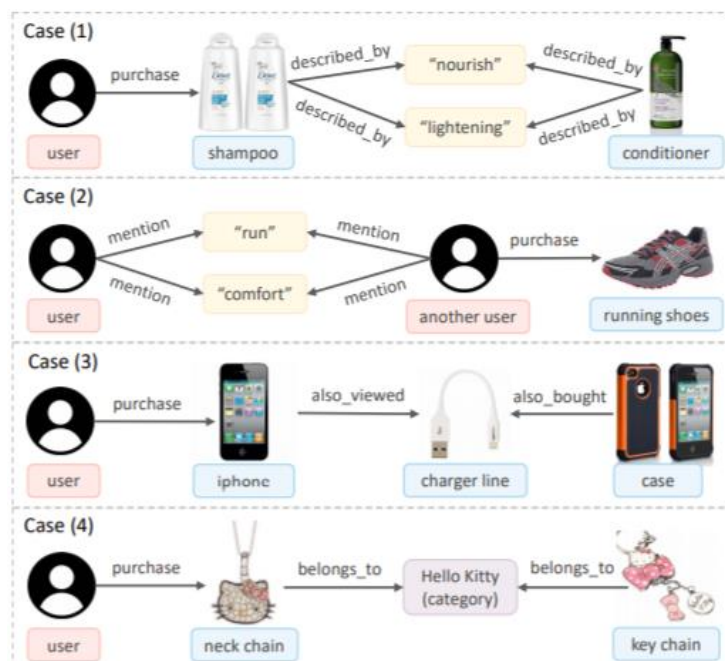 Case (1)
purchase
described_by
described_by
described_by
described_by
"nourish"
"lightening"
Dove
Dove
user
shampoo
conditioner
Case (2)
mention
mention
mention
mention
purchase
"run"
"comfort"
user
another user
running shoes
Case (3)
purchase
also_viewed
also_bought
user
iphone
charger line
case
Case (4)
purchase
belongs_to
Hello Kitty
(category)
belongs_to
user
neck chain
key chain